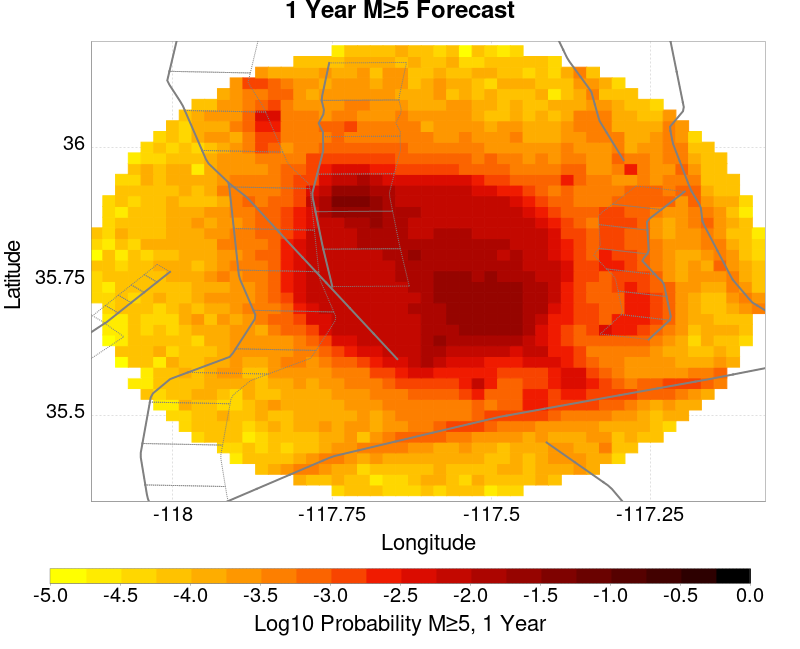 1 Year M≥5 Forecast
36
35.75
35.5
Latitude
-118 -117.75 -117.5 -117.25
Longitude
-5.0 -4.5 -4.0 -3.5 -3.0 -2.5 -2.0 -1.5 -1.0 -0.5 0.0
Log10 Probability M≥5, 1 Year